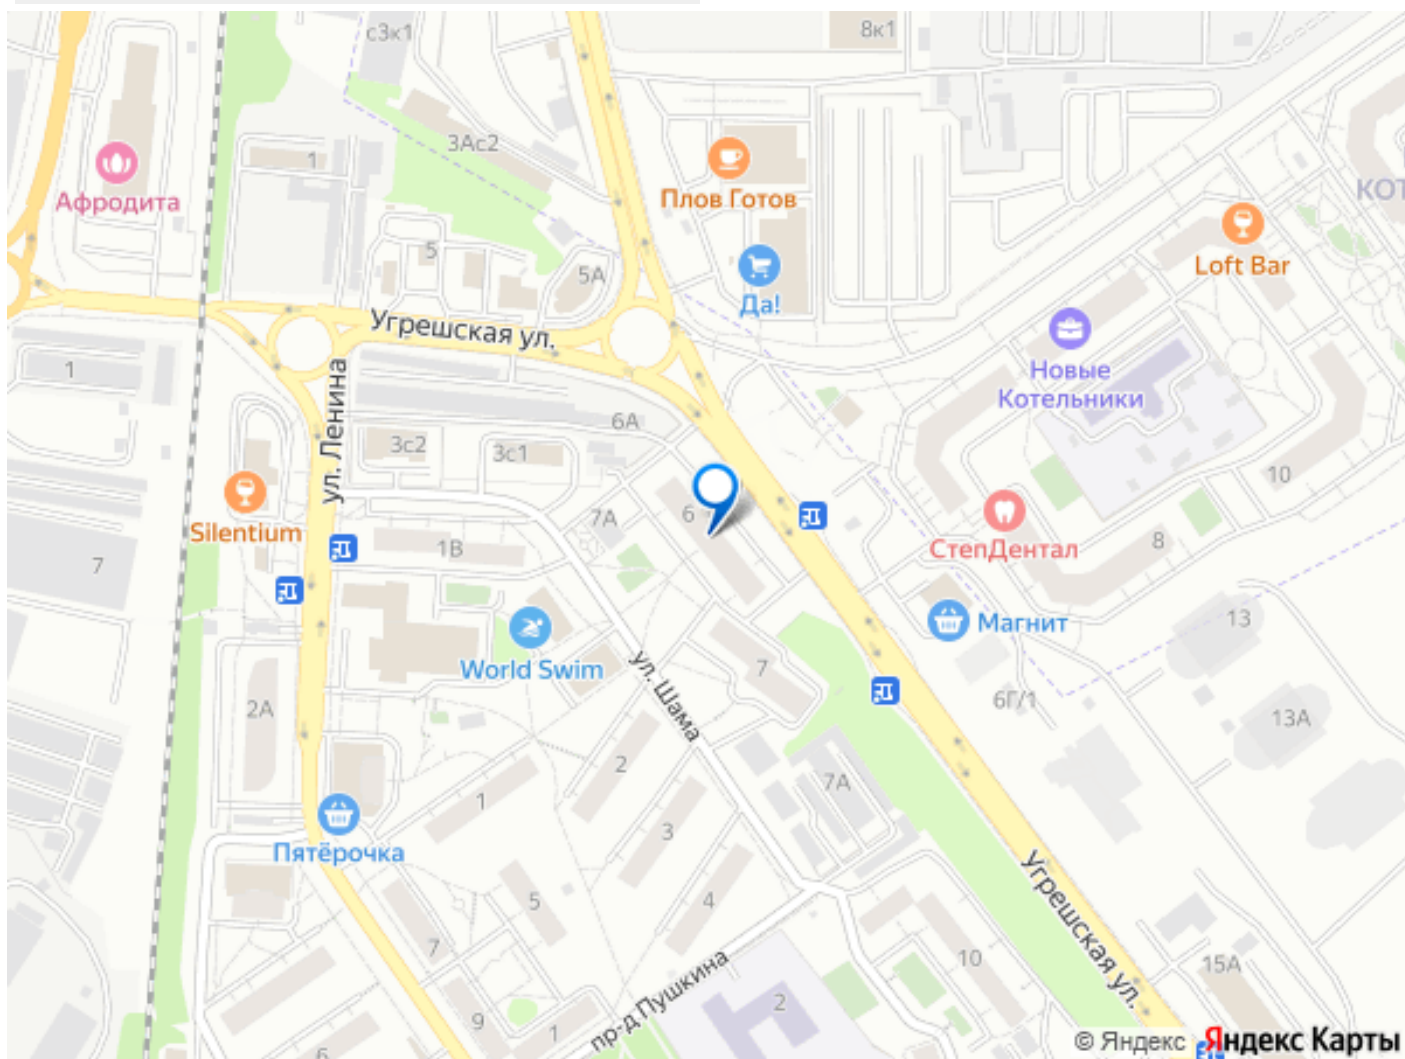 с3к1
8к1
3Ас2
1
Афродита
Плов Готов
КОТ
Loft Bar
5
5А
Да!
Угрешская ул.
Новые
Котельники
1
ул. Ленина
6А
3с2
3с1
10
Silentium
6
7А
СтепДентал
8
1В
7
Магнит
13
World Swim
ул. Шама
7
6Г/1
2А
13А
2
7А
1
3
Пятёрочка
Угрешская ул.
5
4
7
10
15А
пр-д Пушкина
2
9
1
6
© Яндекс Яндекс Карты